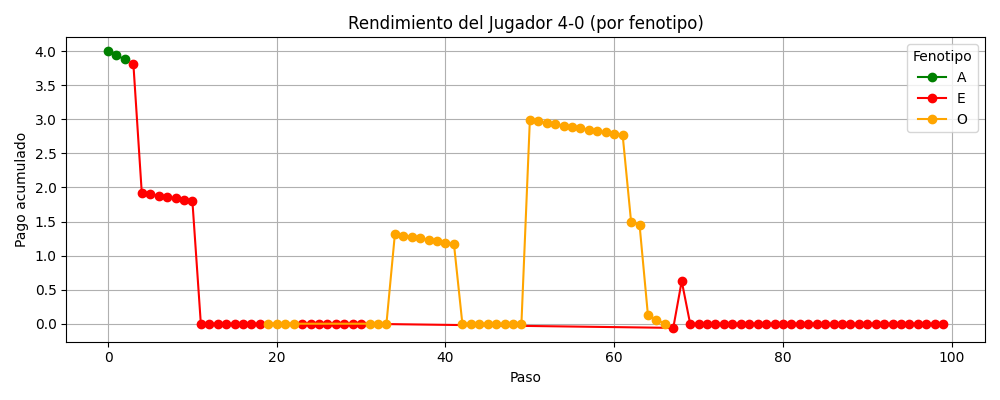 Rendimiento del Jugador 4-0 (por fenotipo)
Fenotipo
A
E
O
Pago acumulado
4.0
3.5
3.0
2.5
2.0
1.5
1.0
0.5
0.0
0 20 40 60 80 100
Paso